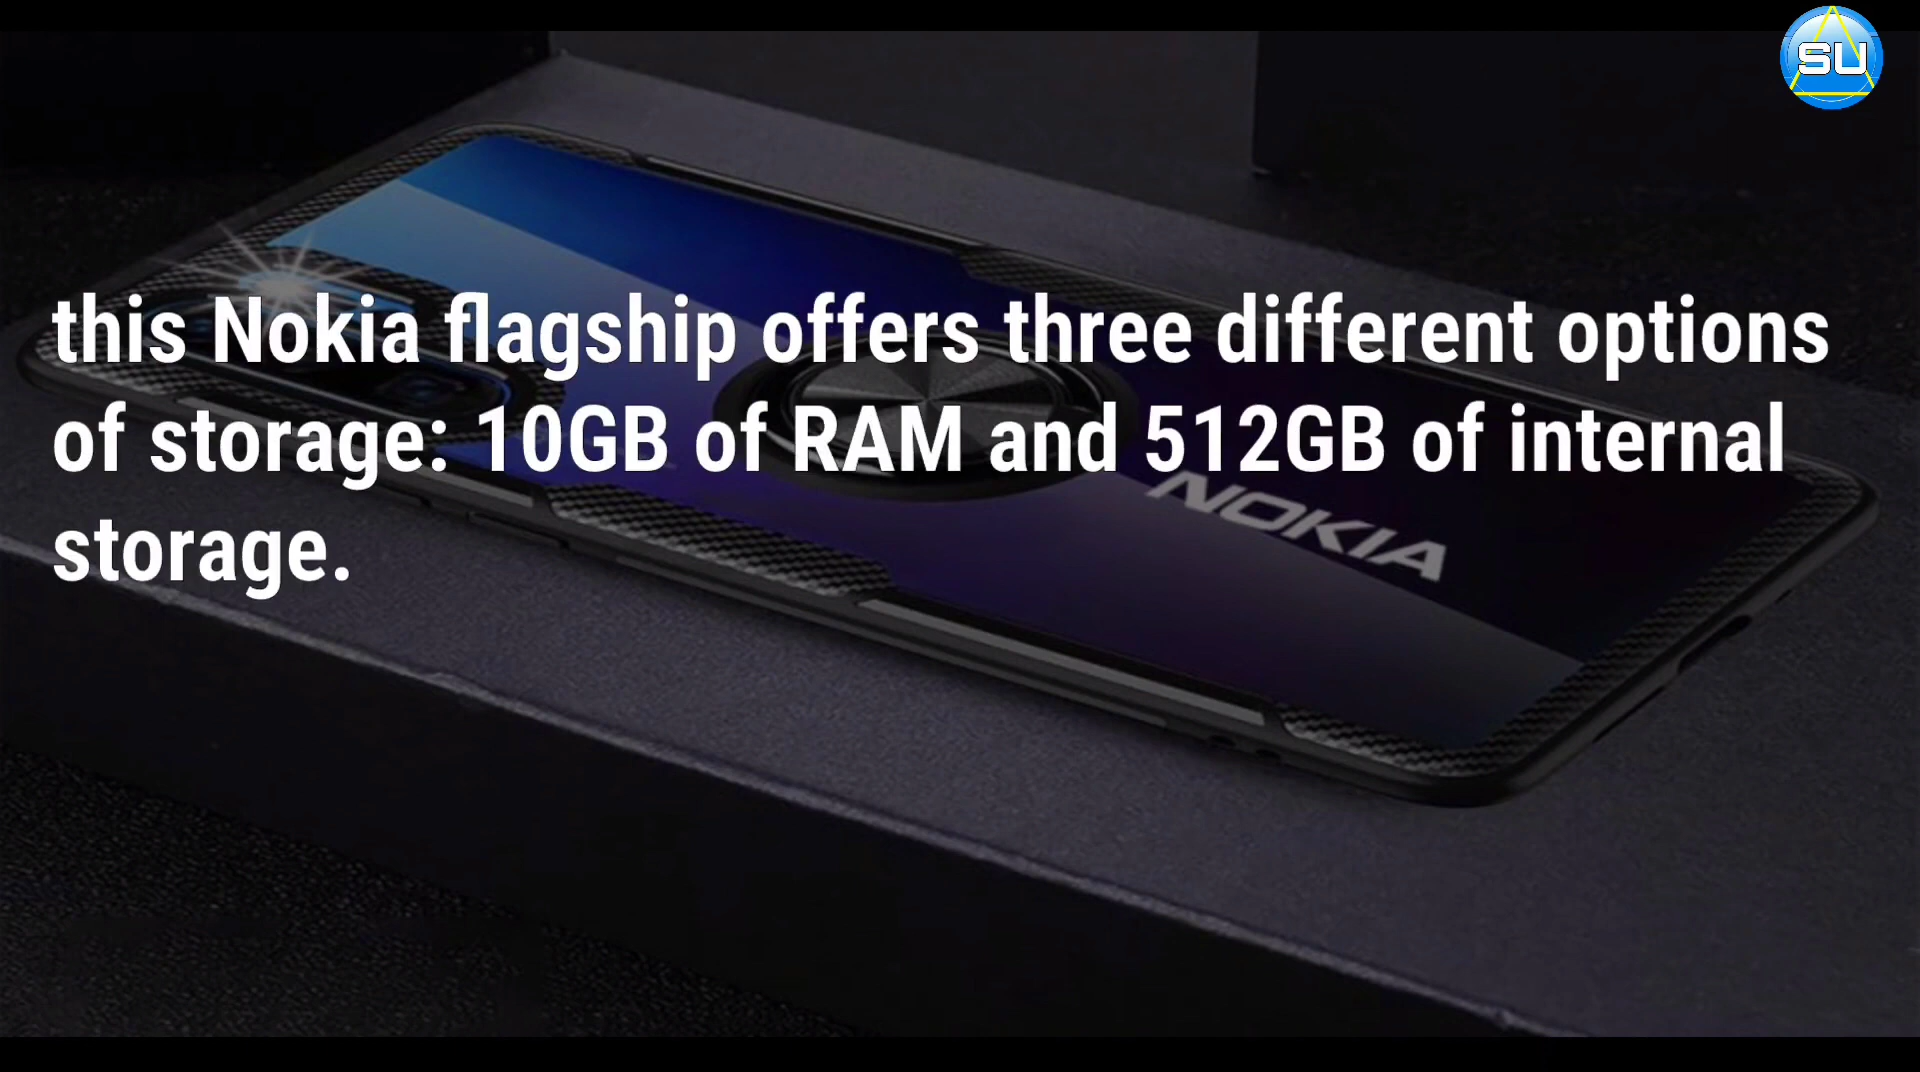 SU
this Nokia flagship offers three different options
of storage: 10GB of RAM and 512GB of internal
storage.
NOKIA